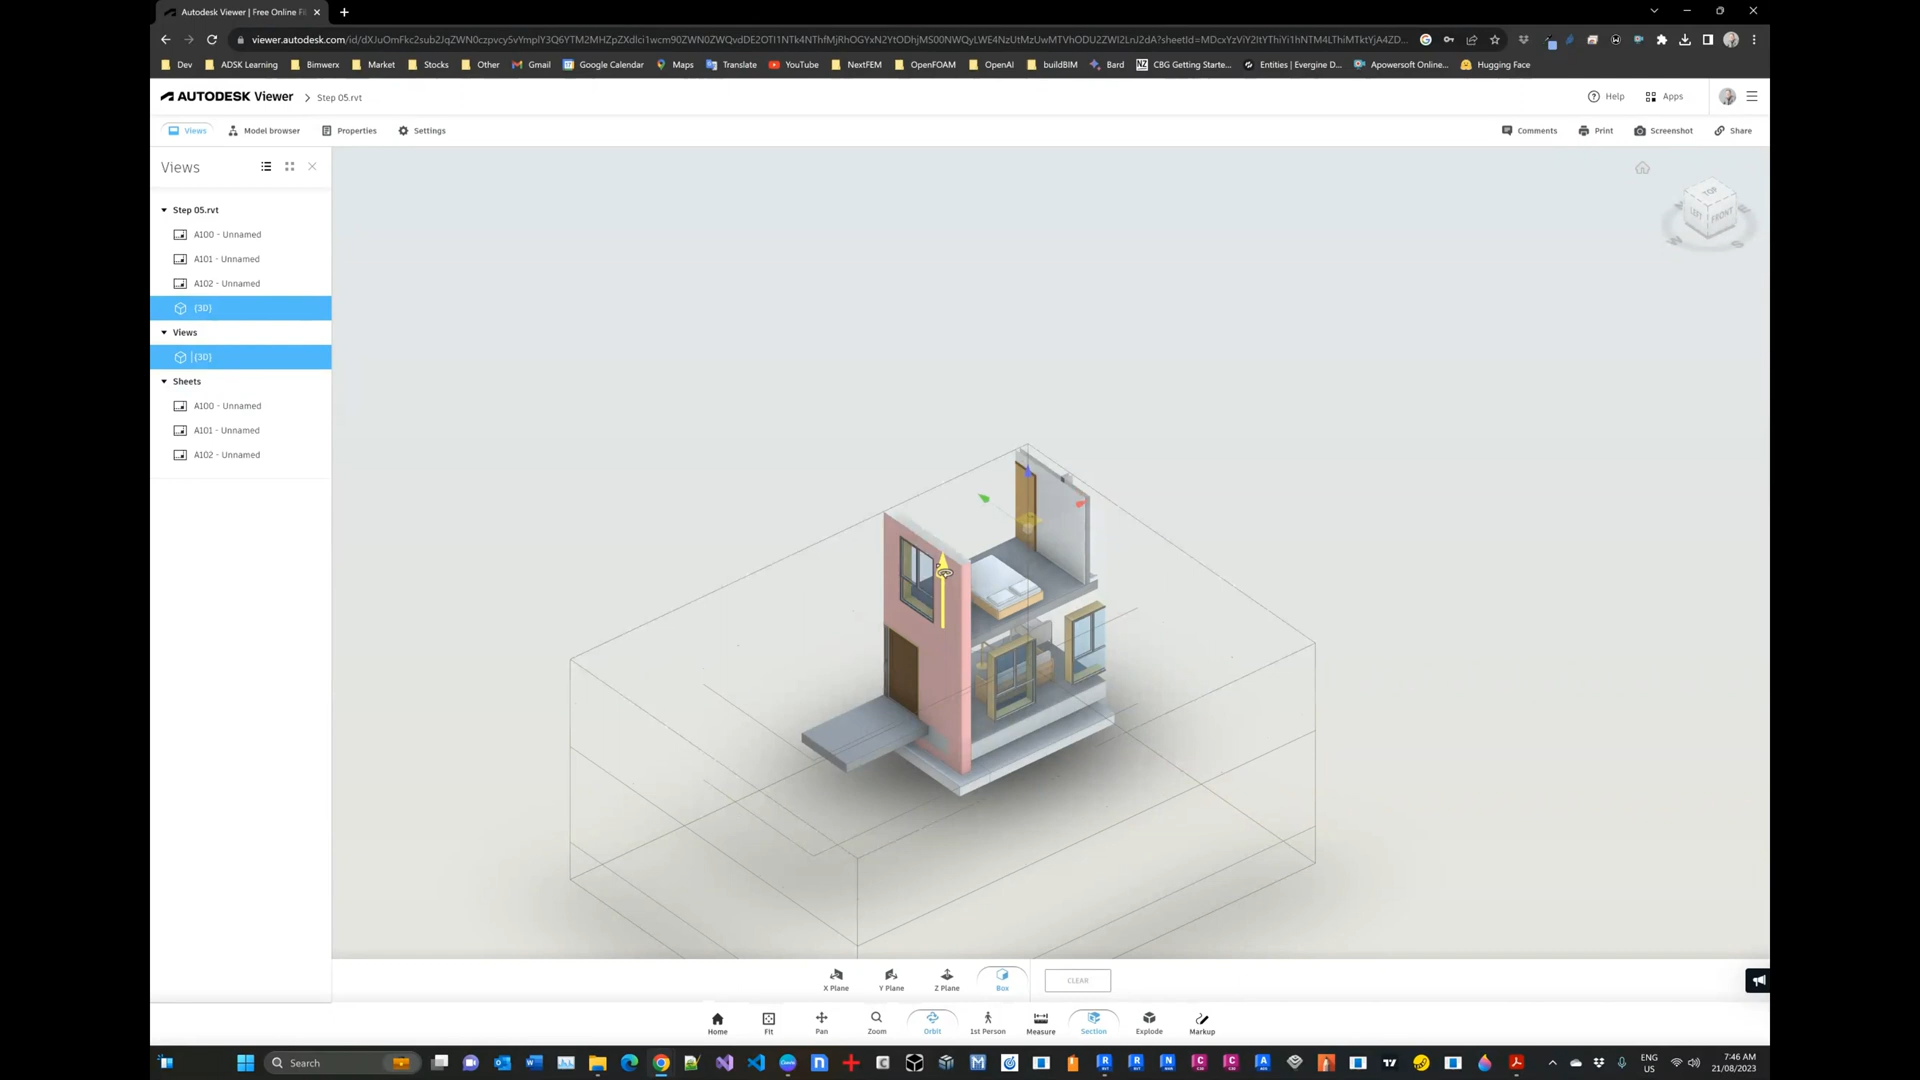 Autodesk Viewer | Free Online Fi
Dev
ADSK Learning
Bimwerx
Market
Stocks
Other
Gmail
Google Calendar
Maps
Translate
YouTube
NextFEM
OpenFOAM
OpenAI
buildBIM
Bard
CBG Getting Starte...
Entities | Evergine D...
Apowersoft Online...
Hugging Face
AUTODESK Viewer
Step 05.rvt
Help
Apps
Views
Model browser
Properties
Settings
Comments
Print
Screenshot
Share
Views
Step 05.rvt
A100 - Unnamed
A101 - Unnamed
A102 - Unnamed
{3D}
Views
{3D}
Sheets
A100 - Unnamed
A101 - Unnamed
A102 - Unnamed
TOP
LEFT
FRONT
X Plane
Y Plane
Z Plane
Box
CLEAR
Home
Fit
Pan
Zoom
Orbit
1st Person
Measure
Section
Explode
Markup
Search
ENG
US
7:46 AM
21/08/2023